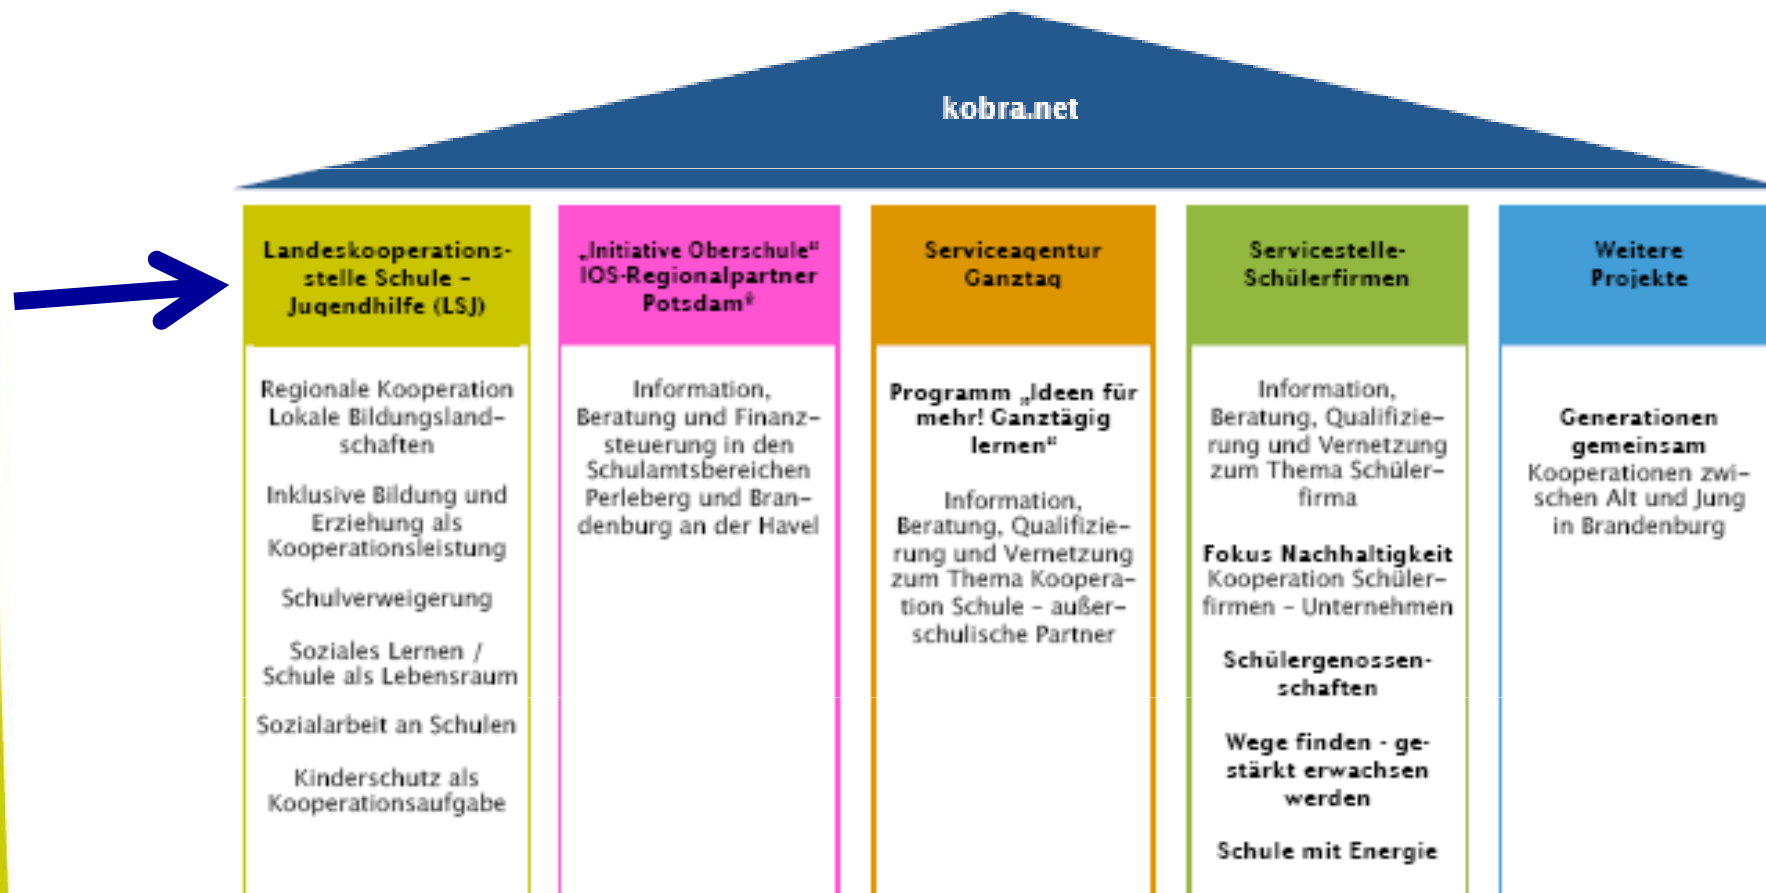 kobra.net
Landeskooperations-
stelle Schule –
Jugendhilfe (LSJ)
Regionale Kooperation
Lokale Bildungsland-
schaften
Inklusive Bildung und
Erziehung als
Kooperationsleistung
Schulverweigerung
Soziales Lernen /
Schule als Lebensraum
Sozialarbeit an Schulen
Kinderschutz als
Kooperationsaufgabe
„Initiative Oberschule“
IOS-Regionalpartner
Potsdam
Information,
Beratung und Finanz-
steuerung in den
Schulamtsbereichen
Perleberg und Bran-
denburg an der Havel
Serviceagentur
Ganztag
Programm „Ideen für
mehr! Ganztägig
lernen“
Information,
Beratung, Qualifizie-
rung und Vernetzung
zum Thema Koopera-
tion Schule – außer-
schulische Partner
Servicestelle-
Schülerfirmen
Information,
Beratung, Qualifizie-
rung und Vernetzung
zum Thema Schüler-
firma
Fokus Nachhaltigkeit
Kooperation Schüler-
firmen – Unternehmen
Schülergenossen-
schaften
Wege finden - ge-
stärkt erwachsen
werden
Schule mit Energie
Weitere
Projekte
Generationen
gemeinsam
Kooperationen zwi-
schen Alt und Jung
in Brandenburg